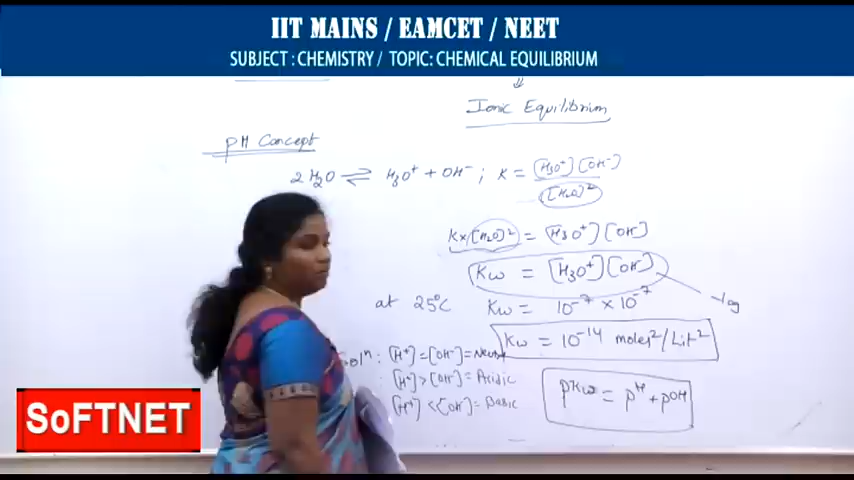 IIT MAINS / EAMCET / NEET
SUBJECT : CHEMISTRY / TOPIC: CHEMICAL EQUILIBRIUM
Ionic Equilibrium
pH Concept
2H₂O ⇌ H₃O⁺ + OH⁻ ; K = [H₃O⁺][OH⁻] / [H₂O]²
K×[H₂O]² = [H₃O⁺][OH⁻]
Kw = [H₃O⁺][OH⁻]
-log
at 25°C Kw = 10⁻⁷ × 10⁻⁷
Kw = 10⁻¹⁴ moles²/Lit²
: [H⁺] = [OH⁻] = 
[H⁺] > [OH⁻] = Acidic
[H⁺] < [OH⁻] = Basic
pKw = pH + pOH
SoFTNET